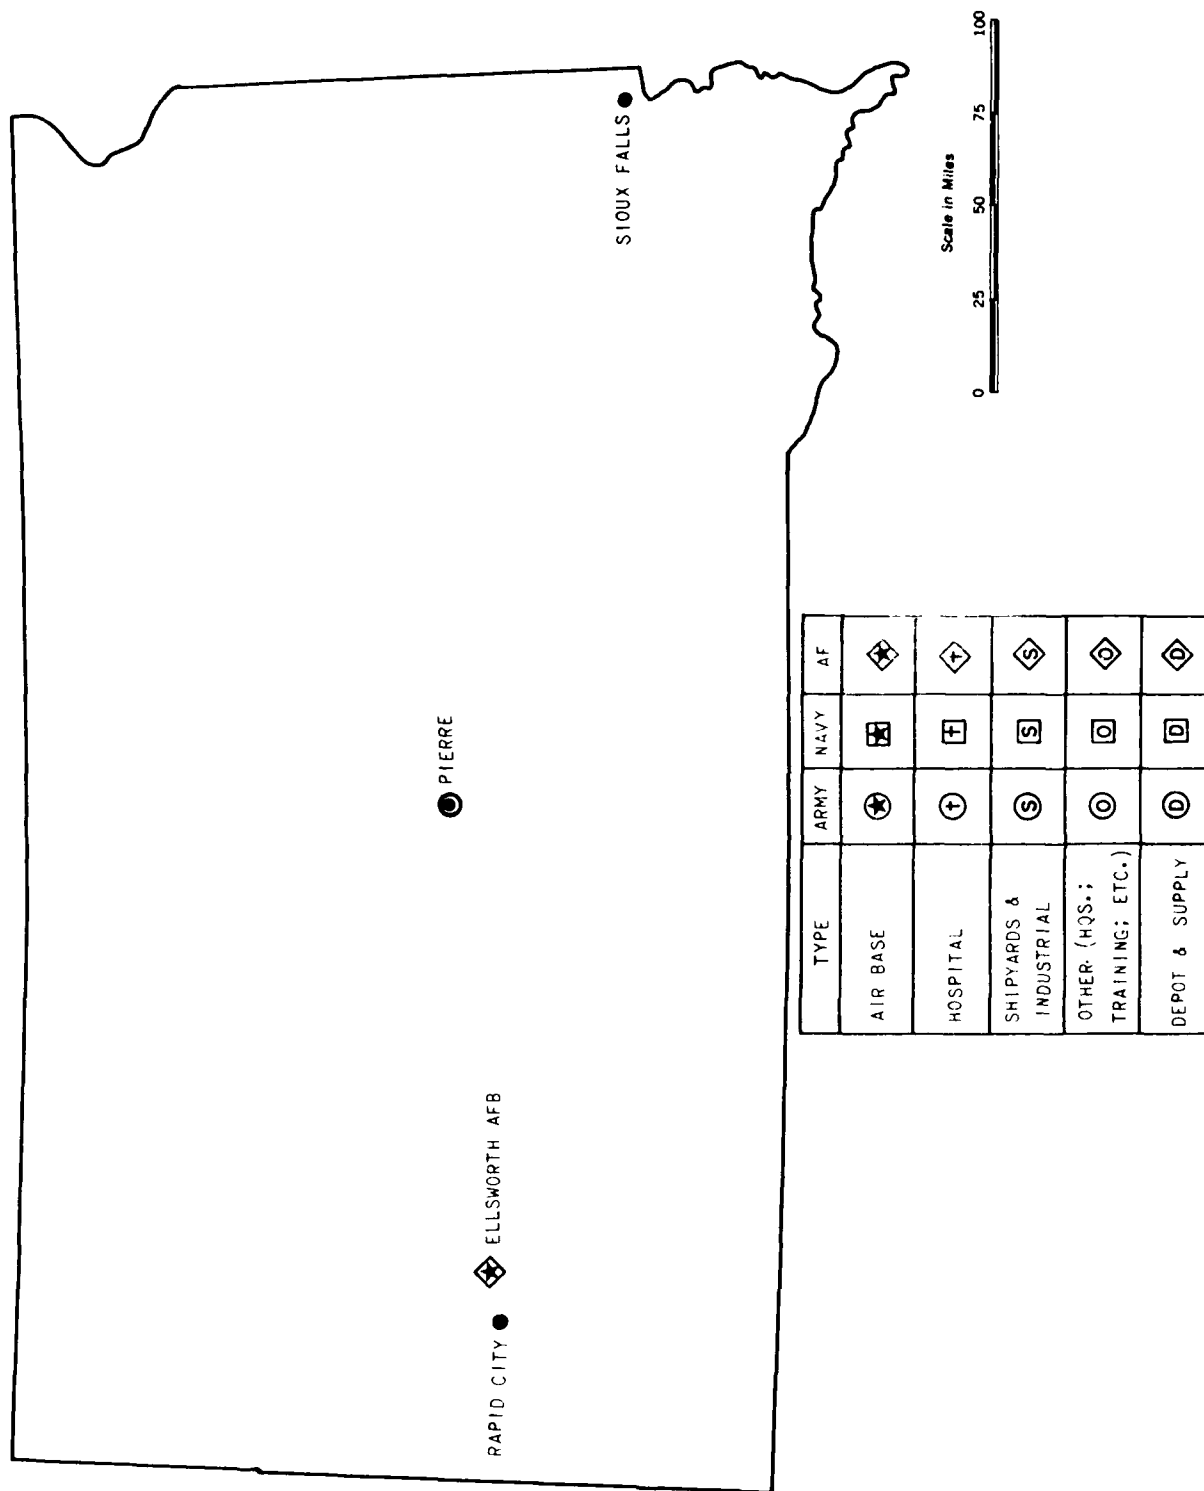 PIERRE
RAPID CITY
ELLSWORTH AFB
SIOUX FALLS
TYPE ARMY NAVY AF
AIR BASE
HOSPITAL
SHIPYARDS &
INDUSTRIAL S S S
OTHER (HQS.;
TRAINING; ETC.) O O O
DEPOT & SUPPLY D D D
Scale in Miles
0 25 50 75 100